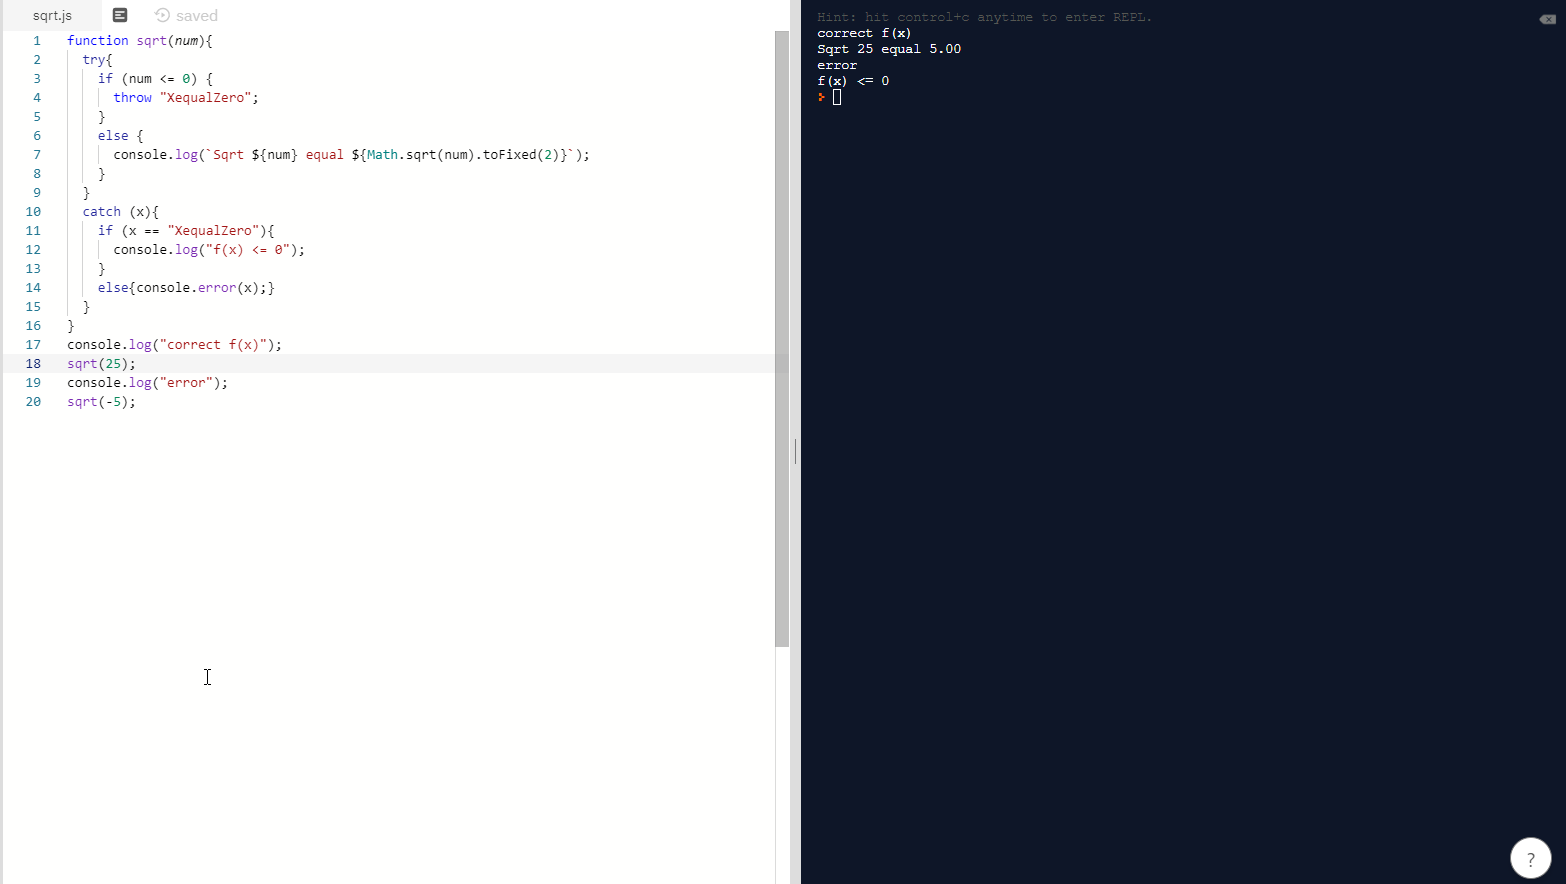 sqrt.js saved
1 function sqrt(num){
2 try{
3 if (num <= 0) {
4 throw "XequalZero";
5 }
6 else {
7 console.log(`Sqrt ${num} equal ${Math.sqrt(num).toFixed(2)}`);
8 }
9 }
10 catch (x){
11 if (x == "XequalZero"){
12 console.log("f(x) <= 0");
13 }
14 else{console.error(x);}
15 }
16 }
17 console.log("correct f(x)");
18 sqrt(25);
19 console.log("error");
20 sqrt(-5);
Hint: hit control+c anytime to enter REPL.
correct f(x)
Sqrt 25 equal 5.00
error
f(x) <= 0
>
?